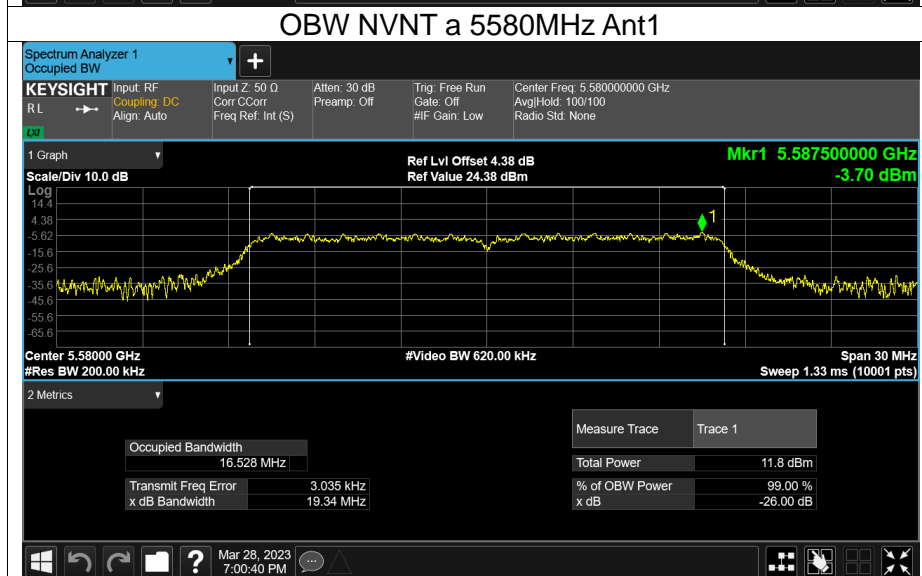 OBW NVNT a 5580MHz Ant1
Spectrum Analyzer 1
Occupied BW
+
KEYSIGHT Input: RF Input Z: 50 Ω Atten: 30 dB Trig: Free Run Center Freq: 5.580000000 GHz
R L Coupling: DC Corr CCorr Preamp: Off Gate: Off Avg|Hold: 100/100
Align: Auto Freq Ref: Int (S) #IF Gain: Low Radio Std: None
LXI
1 Graph Ref Lvl Offset 4.38 dB Mkr1 5.587500000 GHz
Scale/Div 10.0 dB Ref Value 24.38 dBm -3.70 dBm
Log
14.4
4.38
-5.62
-15.6
-25.6
-35.6
-45.6
-55.6
-65.6
1
Center 5.58000 GHz #Video BW 620.00 kHz Span 30 MHz
#Res BW 200.00 kHz Sweep 1.33 ms (10001 pts)
2 Metrics
Measure Trace Trace 1
Occupied Bandwidth
16.528 MHz Total Power 11.8 dBm
Transmit Freq Error 3.035 kHz % of OBW Power 99.00 %
x dB Bandwidth 19.34 MHz x dB -26.00 dB
? Mar 28, 2023
7:00:40 PM